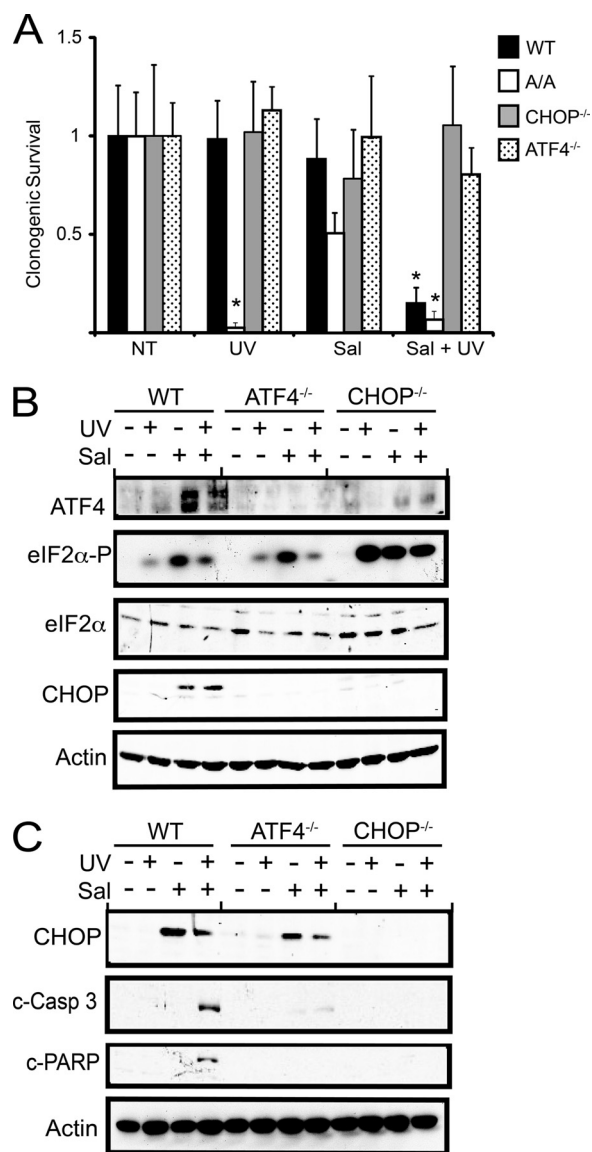 A
1.5
1
0.5
Clonogenic Survival
WT
A/A
CHOP-/-
ATF4-/-
*
*
*
NT UV Sal Sal + UV
B
WT ATF4-/- CHOP-/-
UV - + - + - + - + - + - +
Sal - - + + - - + + - - + +
ATF4
eIF2α-P
eIF2α
CHOP
Actin
C
WT ATF4-/- CHOP-/-
UV - + - + - + - + - + - +
Sal - - + + - - + + - - + +
CHOP
c-Casp 3
c-PARP
Actin